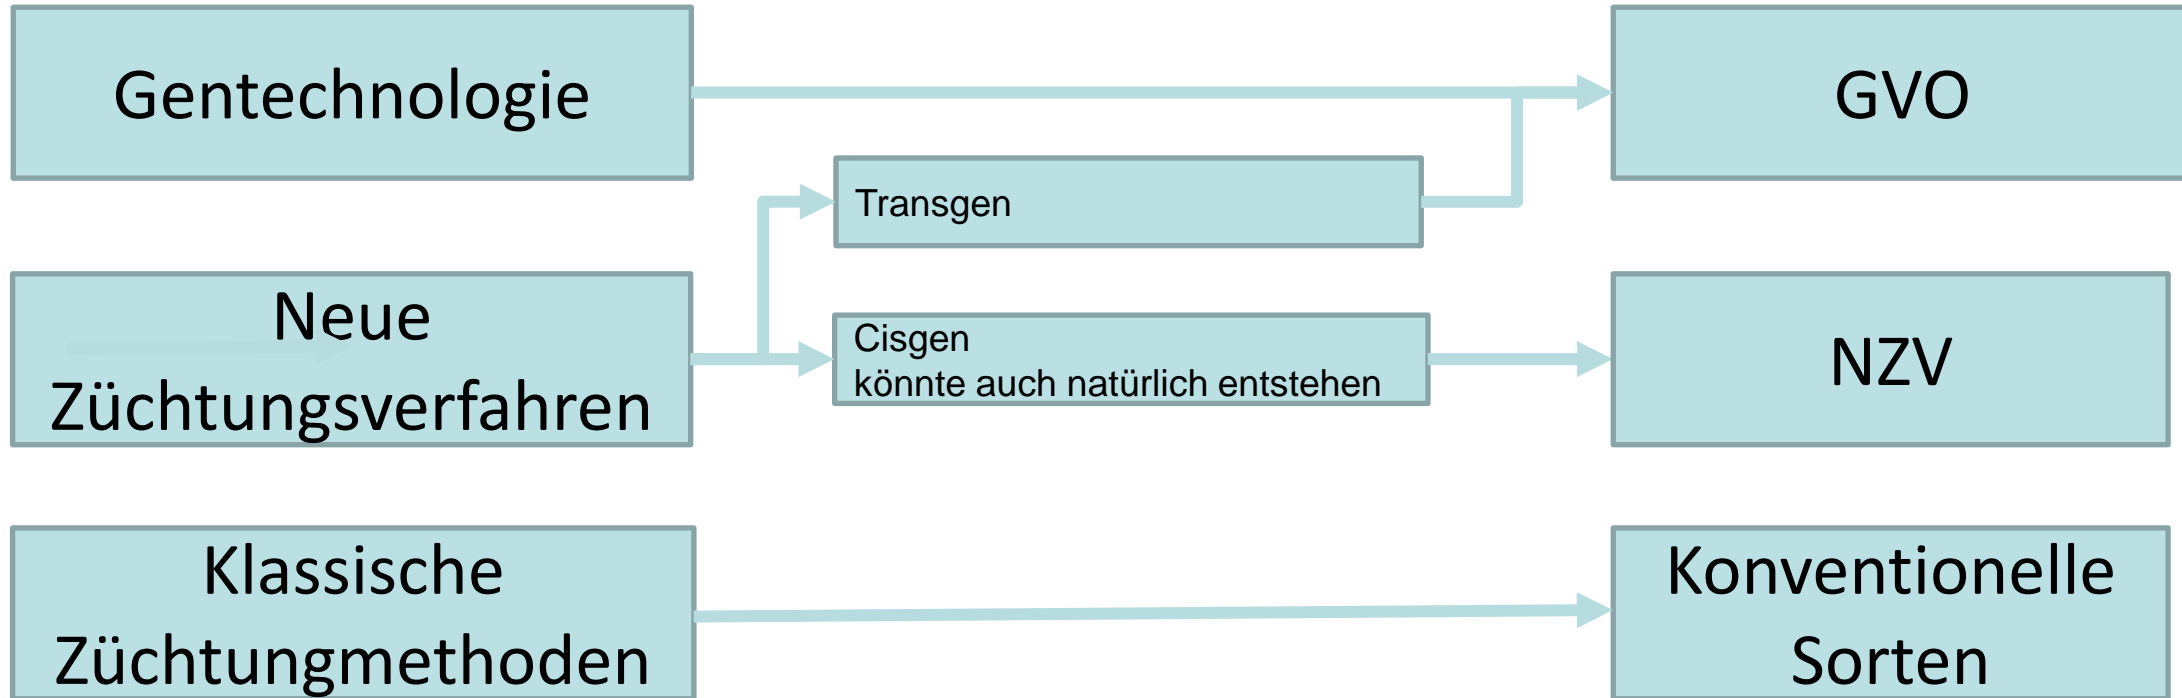 Gentechnologie
GVO
Transgen
Neue
Züchtungsverfahren
Cisgen
könnte auch natürlich entstehen
NZV
Klassische
Züchtungmethoden
Konventionelle
Sorten